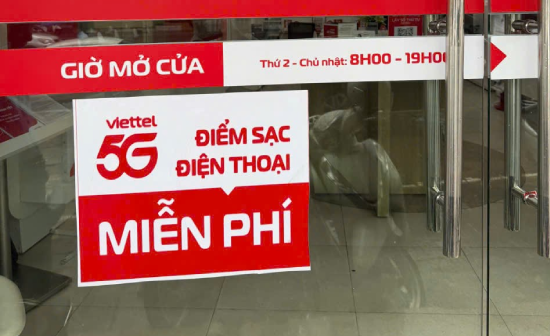 GIỜ MỞ CỬA
Thứ 2 - Chủ nhật: 8H00 - 19H00
viettel
5G
ĐIỂM SẠC
ĐIỆN THOẠI
MIỄN PHÍ